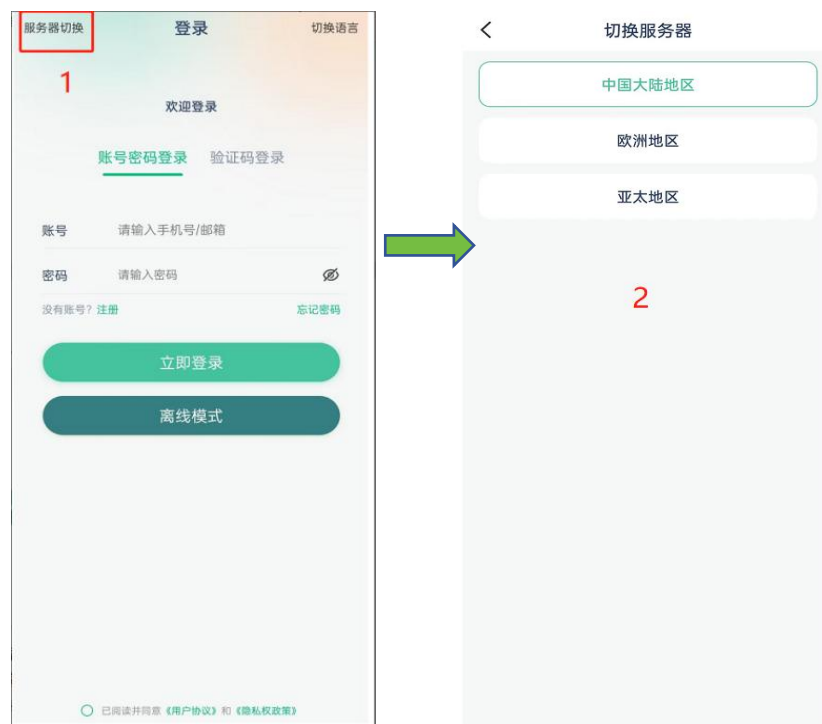 服务器切换
登录
切换语言
1
欢迎登录
账号密码登录 验证码登录
账号 请输入手机号/邮箱
密码 请输入密码
没有账号? 注册 忘记密码
立即登录
离线模式
已阅读并同意《用户协议》和《隐私权政策》
切换服务器
中国大陆地区
欧洲地区
亚太地区
2